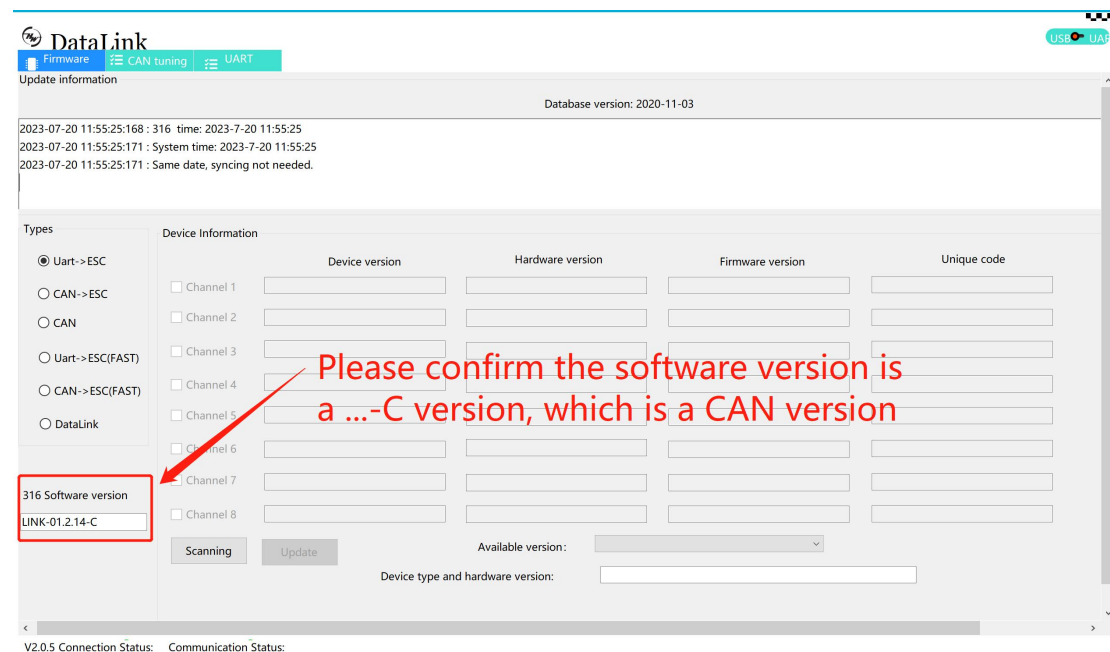 DataLink
USB UAR
Firmware
CAN tuning
UART
Update information
Database version: 2020-11-03
2023-07-20 11:55:25:168 : 316 time: 2023-7-20 11:55:25
2023-07-20 11:55:25:171 : System time: 2023-7-20 11:55:25
2023-07-20 11:55:25:171 : Same date, syncing not needed.
Types
Device Information
Uart->ESC
CAN->ESC
CAN
Uart->ESC(FAST)
CAN->ESC(FAST)
DataLink
Device version
Hardware version
Firmware version
Unique code
Channel 1
Channel 2
Channel 3
Channel 4
Channel 5
Channel 6
Channel 7
Channel 8
Please confirm the software version is
a ...-C version, which is a CAN version
316 Software version
LINK-01.2.14-C
Scanning
Update
Available version:
Device type and hardware version:
V2.0.5 Connection Status: Communication Status: